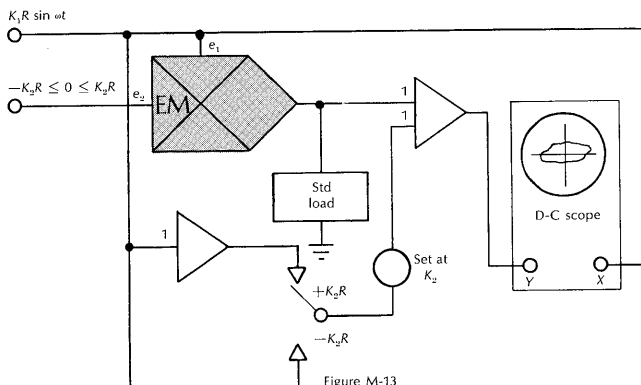 K₁R sin ωt
e₁
−K₂R ≤ 0 ≤ K₂R
e₂
EM
1
1
Std
load
D-C scope
1
Set at
K₂
+K₂R
−K₂R
Y
X
Figure M-13